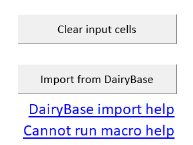 Clear input cells
Import from DairyBase
DairyBase import help
Cannot run macro help